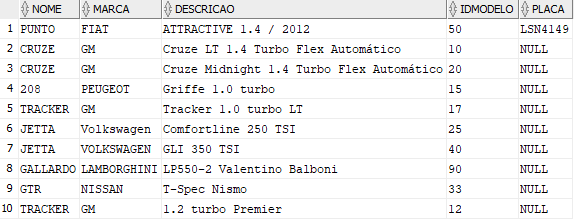 NOME MARCA DESCRICAO IDMODELO PLACA
1 PUNTO FIAT ATTRACTIVE 1.4 / 2012 50 LSN4149
2 CRUZE GM Cruze LT 1.4 Turbo Flex Automático 10 NULL
3 CRUZE GM Cruze Midnight 1.4 Turbo Flex Automático 20 NULL
4 208 PEUGEOT Griffe 1.0 turbo 15 NULL
5 TRACKER GM Tracker 1.0 turbo LT 17 NULL
6 JETTA Volkswagen Comfortline 250 TSI 25 NULL
7 JETTA VOLKSWAGEN GLI 350 TSI 40 NULL
8 GALLARDO LAMBORGHINI LP550-2 Valentino Balboni 90 NULL
9 GTR NISSAN T-Spec Nismo 33 NULL
10 TRACKER GM 1.2 turbo Premier 12 NULL